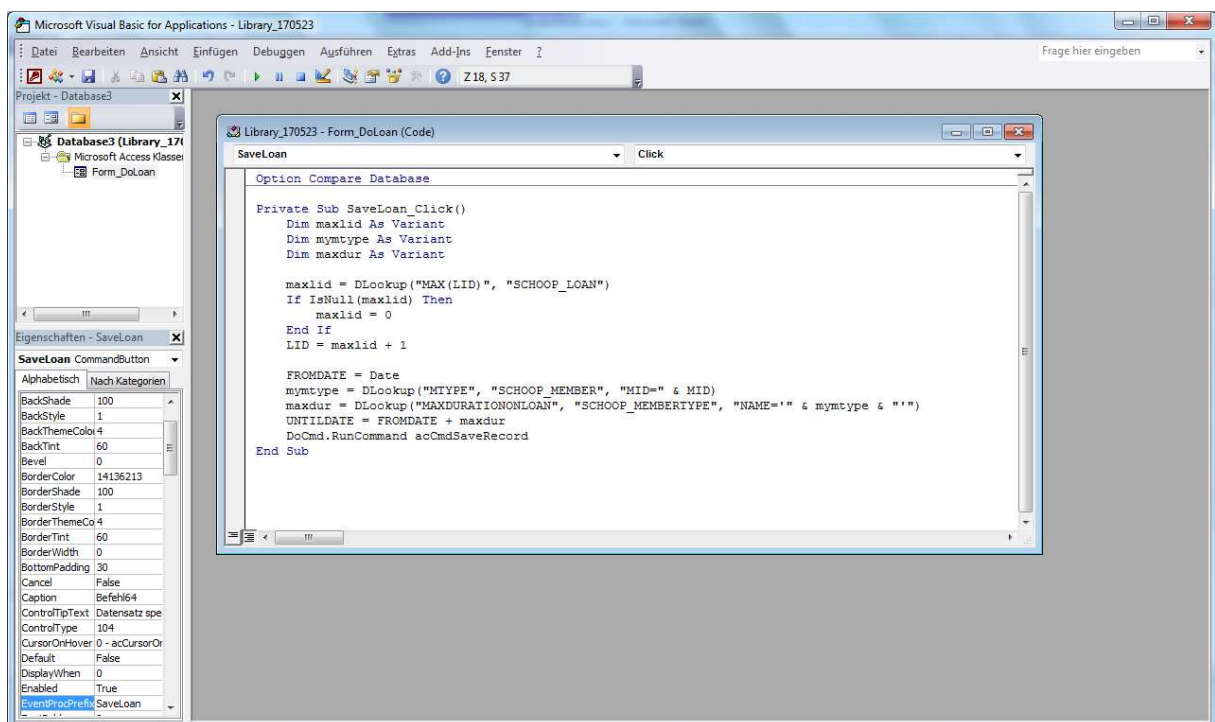 Microsoft Visual Basic for Applications - Library_170523
Datei Bearbeiten Ansicht Einfügen Debuggen Ausführen Extras Add-Ins Fenster ?
Frage hier eingeben
Z 18, S 37
Projekt - Database3
Database3 (Library_170
Microsoft Access Klassen
Form_DoLoan
Library_170523 - Form_DoLoan (Code)
SaveLoan Click
Option Compare Database
Private Sub SaveLoan_Click()
Dim maxlid As Variant
Dim mymtype As Variant
Dim maxdur As Variant
maxlid = DLookup("MAX(LID)", "SCHOOP_LOAN")
If IsNull(maxlid) Then
maxlid = 0
End If
LID = maxlid + 1
FROMDATE = Date
mymtype = DLookup("MTYPE", "SCHOOP_MEMBER", "MID=" & MID)
maxdur = DLookup("MAXDURATIONONLOAN", "SCHOOP_MEMBERTYPE", "NAME='" & mymtype & "'")
UNTILDATE = FROMDATE + maxdur
DoCmd.RunCommand acCmdSaveRecord
End Sub
Eigenschaften - SaveLoan
SaveLoan CommandButton
Alphabetisch Nach Kategorien
BackShade 100
BackStyle 1
BackThemeColo 4
BackTint 60
Bevel 0
BorderColor 14136213
BorderShade 100
BorderStyle 1
BorderThemeCo 4
BorderTint 60
BorderWidth 0
BottomPadding 30
Cancel False
Caption Befehl64
ControlTipText Datensatz spe
ControlType 104
CursorOnHover 0 - acCursorOn
Default False
DisplayWhen 0
Enabled True
EventProcPrefix SaveLoan